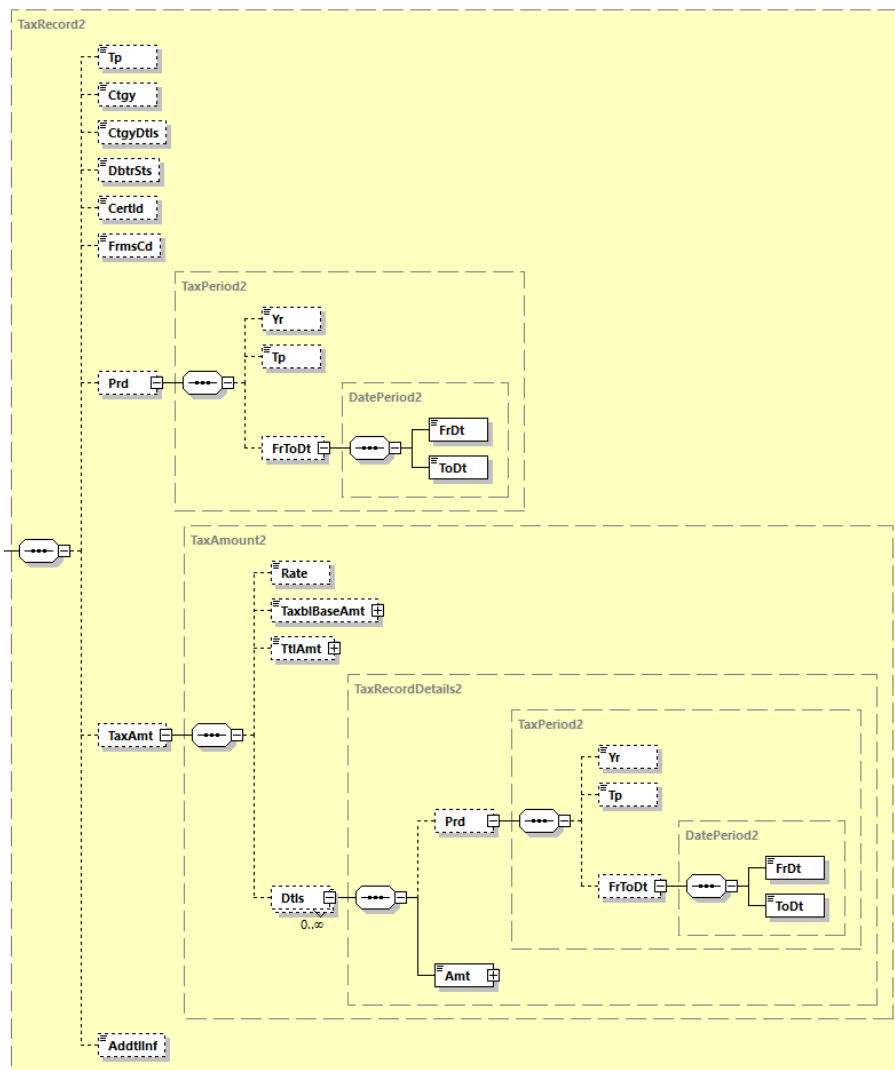 TaxRecord2
Tp
Ctgy
CtgyDtls
DbtrSts
CertId
FrmsCd
TaxPeriod2
Yr
Tp
Prd
DatePeriod2
FrDt
FrToDt
ToDt
TaxAmount2
Rate
TaxblBaseAmt
TtlAmt
TaxRecordDetails2
TaxPeriod2
TaxAmt
Yr
Tp
Prd
DatePeriod2
FrDt
FrToDt
Dtls
ToDt
0..∞
Amt
AddtlInf